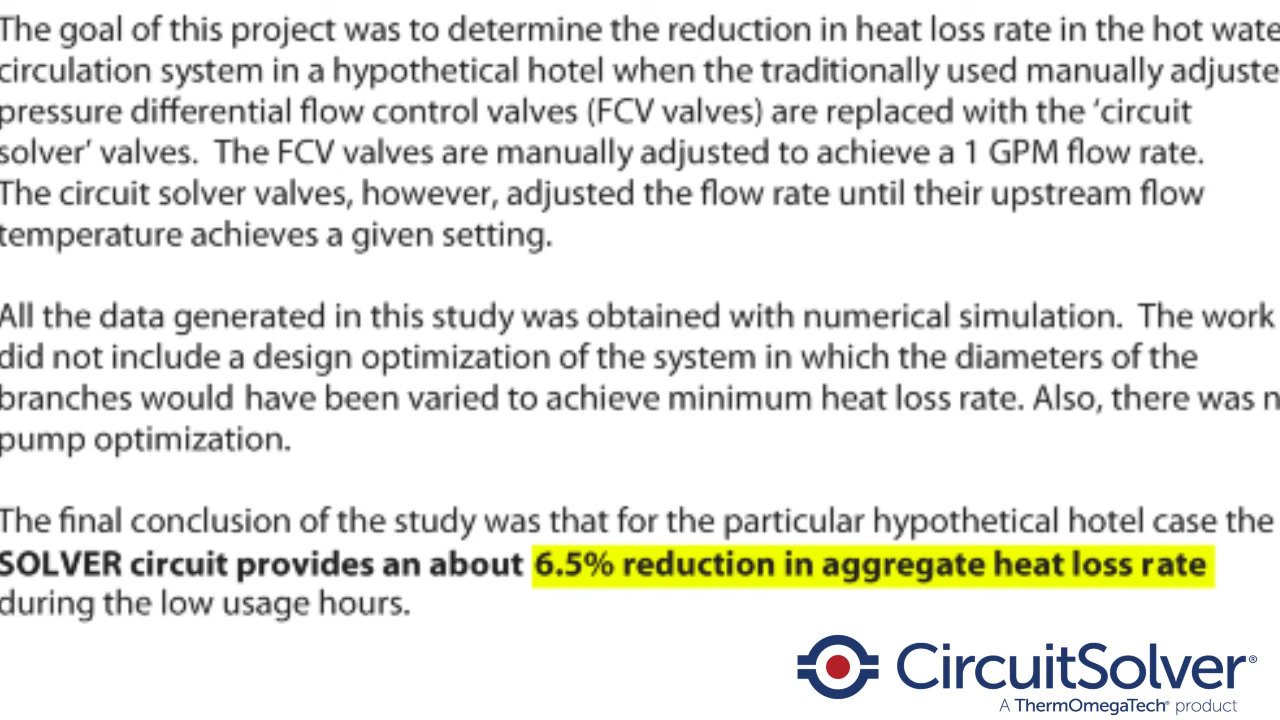 The goal of this project was to determine the reduction in heat loss rate in the hot wate
circulation system in a hypothetical hotel when the traditionally used manually adjuste
pressure differential flow control valves (FCV valves) are replaced with the ‘circuit
solver’ valves.  The FCV valves are manually adjusted to achieve a 1 GPM flow rate.
The circuit solver valves, however, adjusted the flow rate until their upstream flow
temperature achieves a given setting.
All the data generated in this study was obtained with numerical simulation.  The work
did not include a design optimization of the system in which the diameters of the
branches would have been varied to achieve minimum heat loss rate. Also, there was n
pump optimization.
The final conclusion of the study was that for the particular hypothetical hotel case the
SOLVER circuit provides an about 6.5% reduction in aggregate heat loss rate
during the low usage hours.
CircuitSolver®
A ThermOmegaTech® product